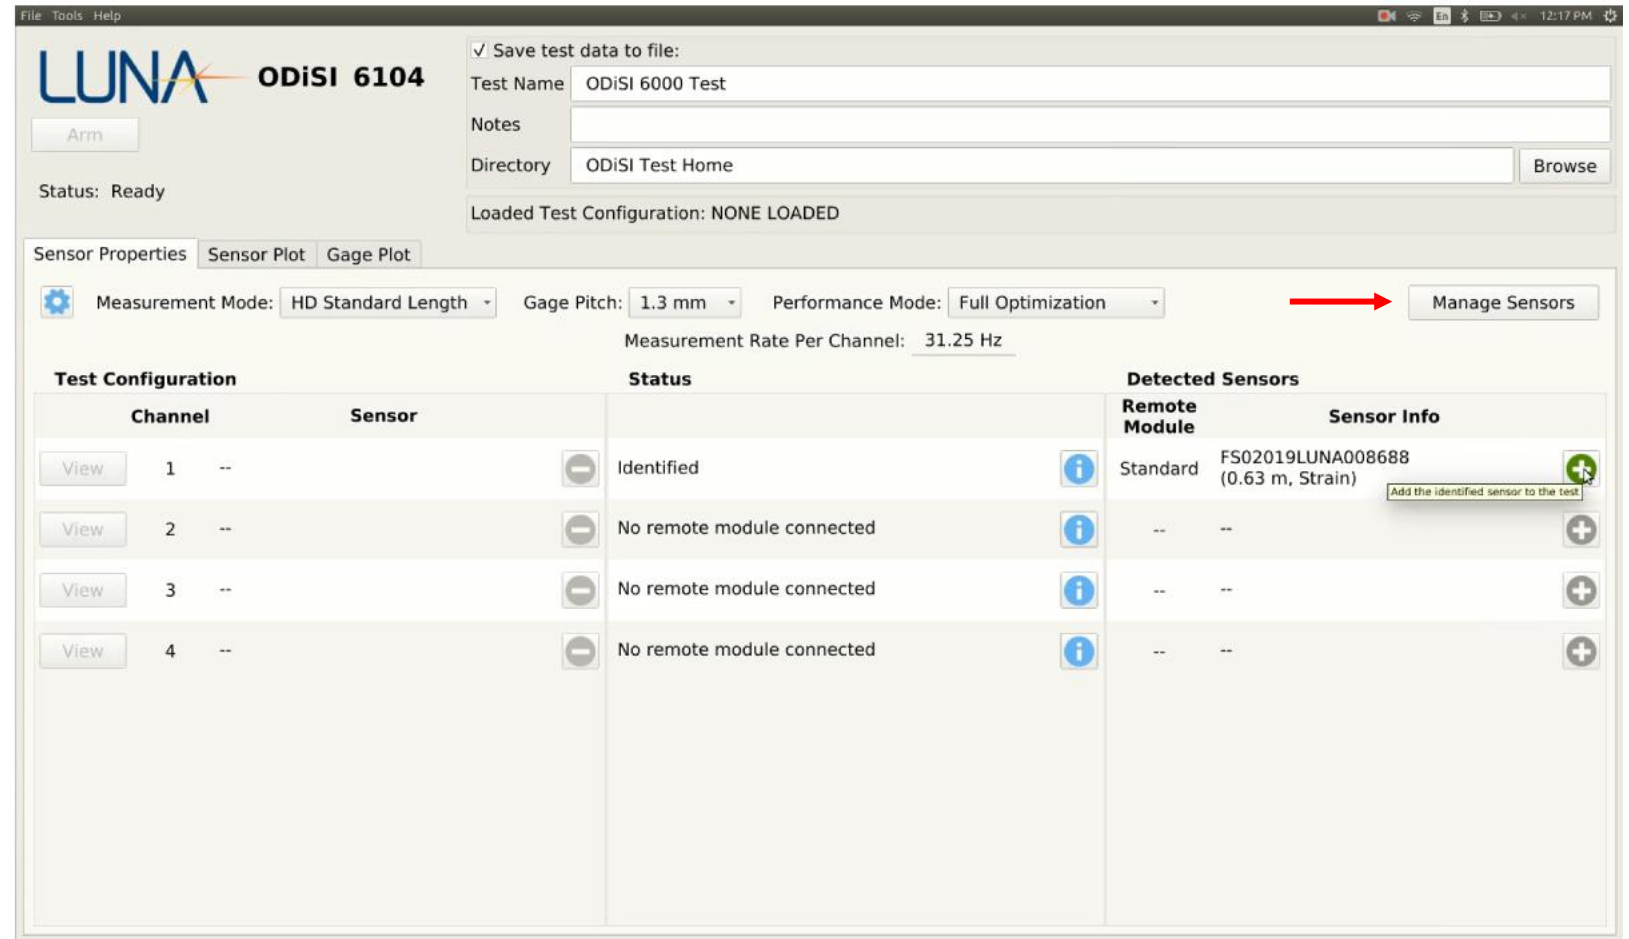 File Tools Help
En 12:17 PM
LUNA ODiSI 6104
Arm
Status: Ready
✓ Save test data to file:
Test Name ODiSI 6000 Test
Notes
Directory ODiSI Test Home Browse
Loaded Test Configuration: NONE LOADED
Sensor Properties Sensor Plot Gage Plot
Measurement Mode: HD Standard Length Gage Pitch: 1.3 mm Performance Mode: Full Optimization Manage Sensors
Measurement Rate Per Channel: 31.25 Hz
Test Configuration Status Detected Sensors
Channel Sensor Remote Module Sensor Info
View 1 -- Identified Standard FS02019LUNA008688
(0.63 m, Strain)
Add the identified sensor to the test
View 2 -- No remote module connected -- --
View 3 -- No remote module connected -- --
View 4 -- No remote module connected -- --